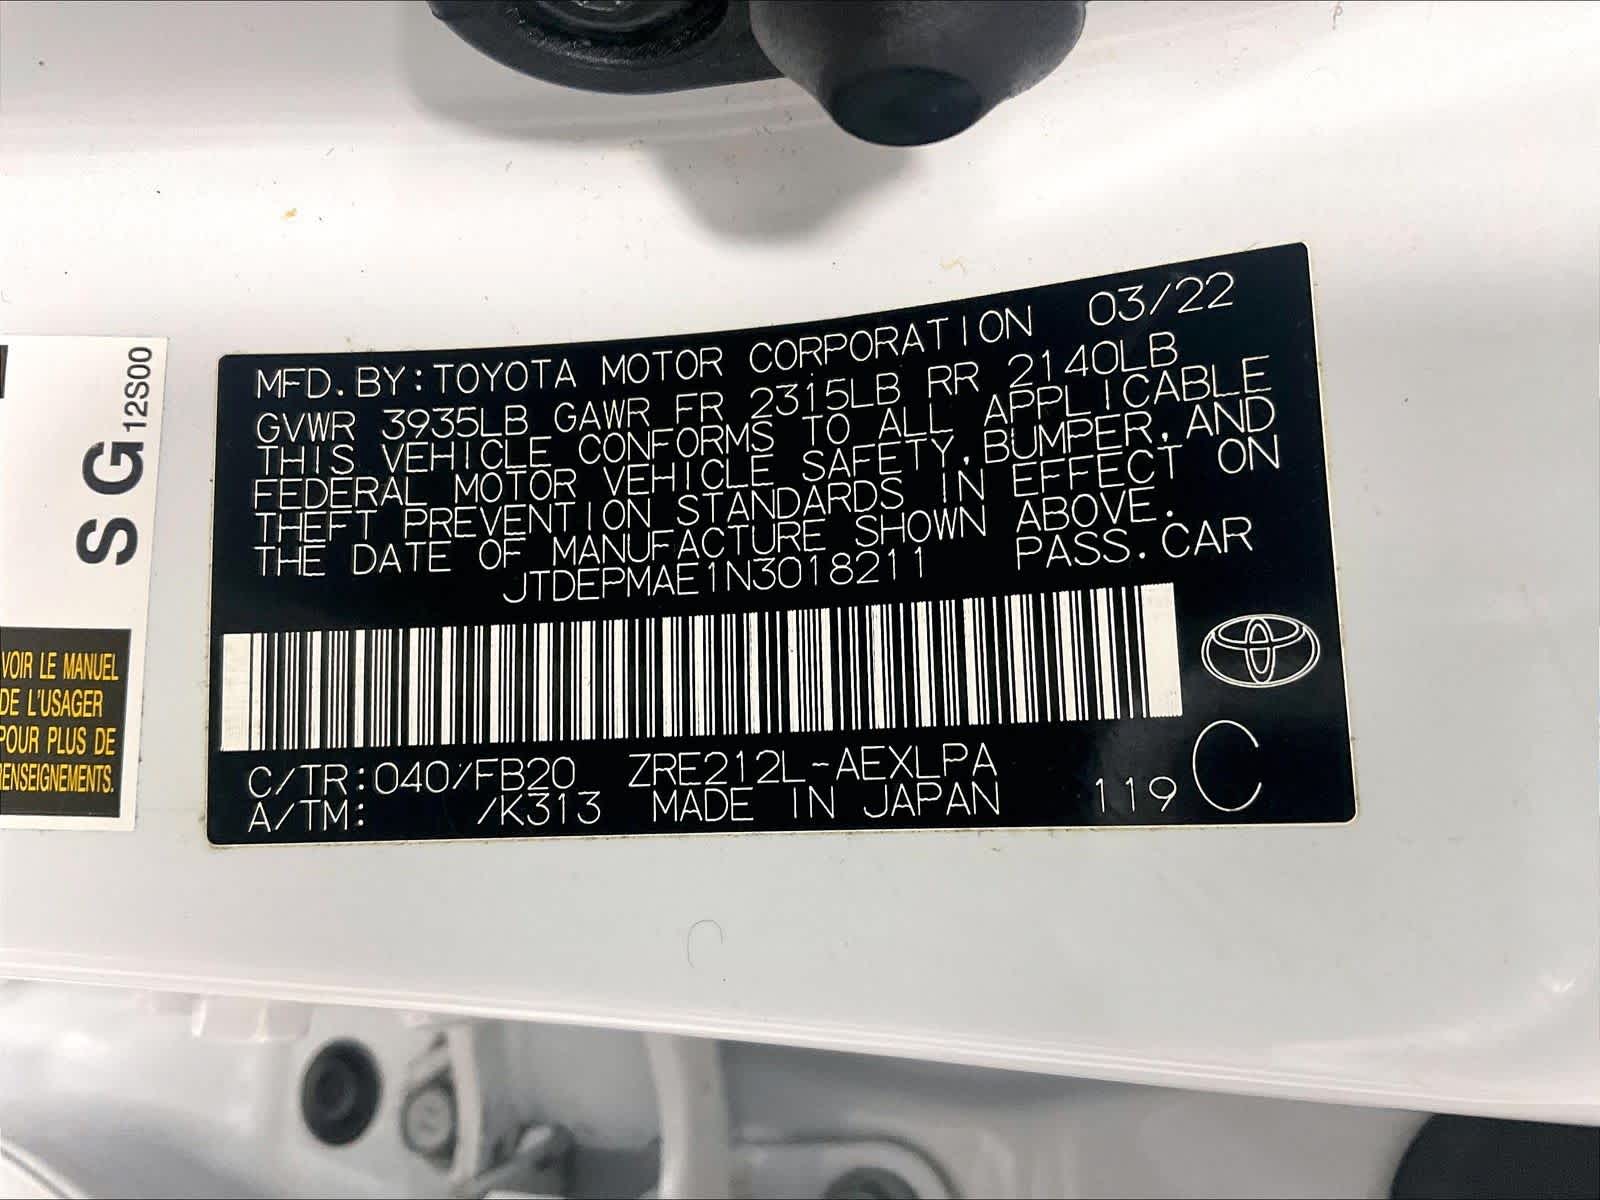 MFD.BY:TOYOTA MOTOR CORPORATION 03/22
GVWR 3935LB GAWR FR 2315LB RR 2140LB
THIS VEHICLE CONFORMS TO ALL APPLICABLE
FEDERAL MOTOR VEHICLE SAFETY,BUMPER,AND
THEFT PREVENTION STANDARDS IN EFFECT ON
THE DATE OF MANUFACTURE SHOWN ABOVE.
JTDEPMAE1N3018211 PASS.CAR
C/TR:040/FB20 ZRE212L-AEXLPA
A/TM: /K313 MADE IN JAPAN 119 C
SG 12S00
VOIR LE MANUEL
DE L'USAGER
POUR PLUS DE
RENSEIGNEMENTS.